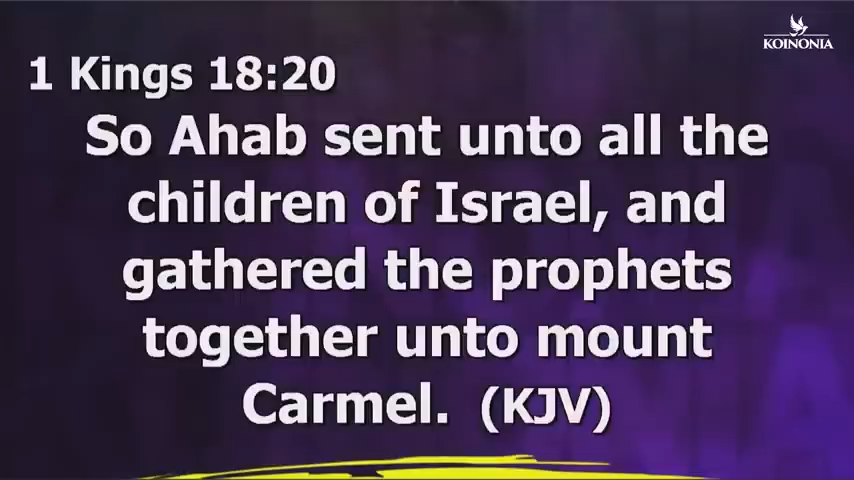 KOINONIA
1 Kings 18:20
So Ahab sent unto all the
children of Israel, and
gathered the prophets
together unto mount
Carmel. (KJV)